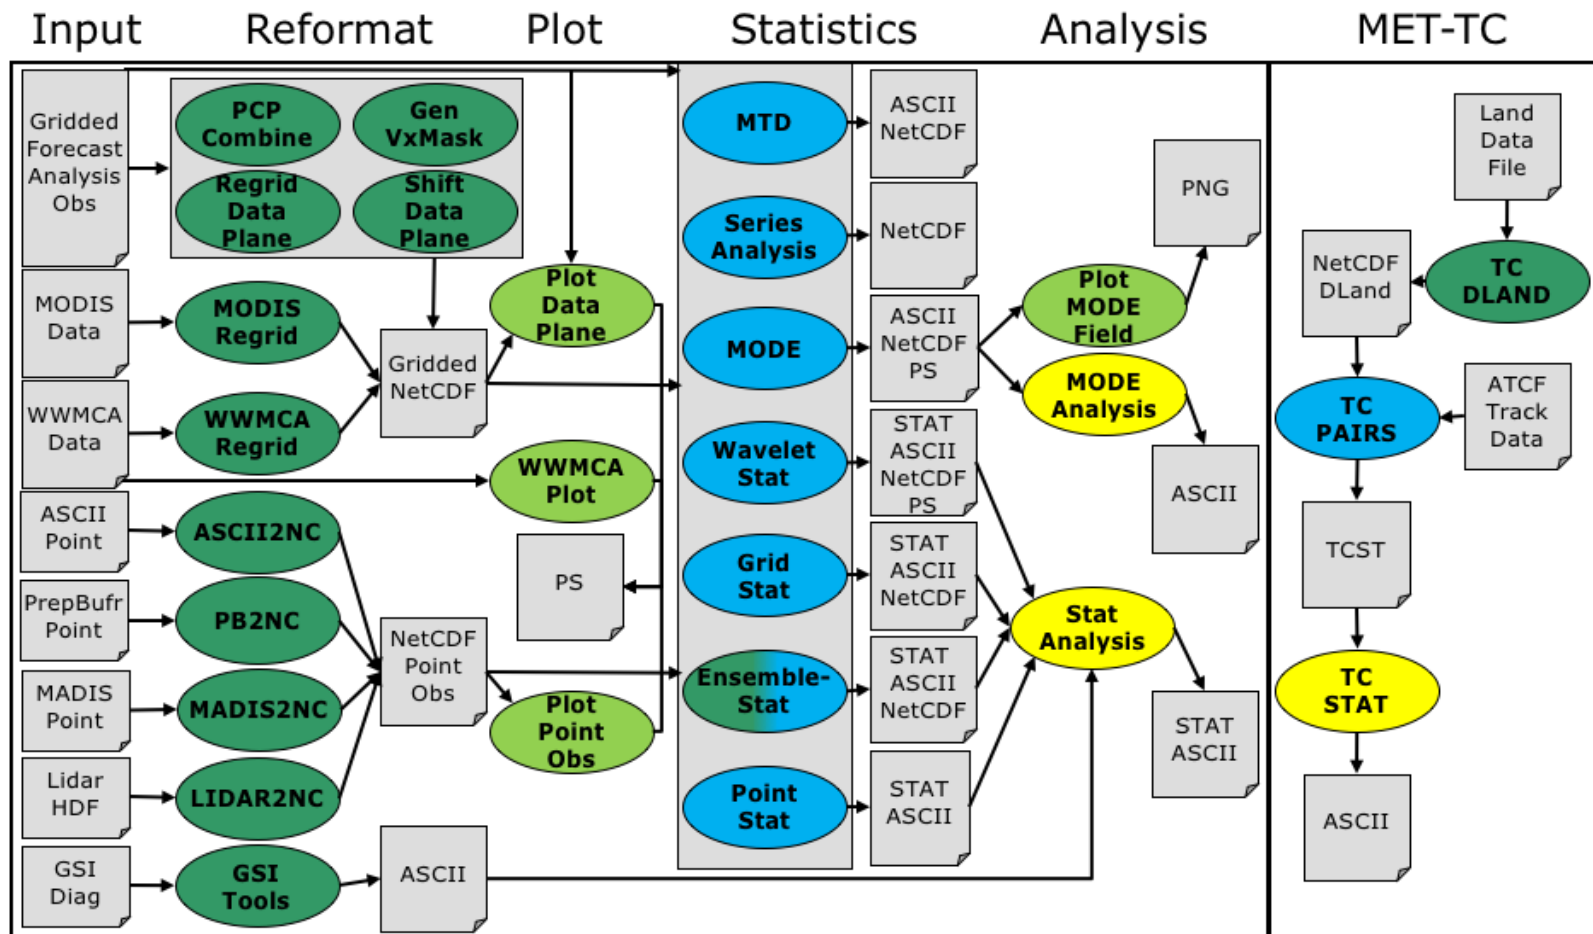 Input
Reformat
Plot
Statistics
Analysis
MET-TC
Gridded
Forecast
Analysis
Obs
MODIS
Data
WWMCA
Data
ASCII
Point
PrepBufr
Point
MADIS
Point
Lidar
HDF
GSI
Diag
PCP
Combine
Gen
VxMask
Regrid
Data
Plane
Shift
Data
Plane
MODIS
Regrid
WWMCA
Regrid
ASCII2NC
PB2NC
MADIS2NC
LIDAR2NC
GSI
Tools
Gridded
NetCDF
NetCDF
Point
Obs
ASCII
Plot
Data
Plane
WWMCA
Plot
PS
Plot
Point
Obs
MTD
Series
Analysis
MODE
Wavelet
Stat
Grid
Stat
Ensemble-
Stat
Point
Stat
ASCII
NetCDF
NetCDF
ASCII
NetCDF
PS
STAT
ASCII
NetCDF
PS
STAT
ASCII
NetCDF
STAT
ASCII
NetCDF
STAT
ASCII
Plot
MODE
Field
MODE
Analysis
Stat
Analysis
PNG
ASCII
STAT
ASCII
Land
Data
File
NetCDF
DLand
TC
DLAND
TC
PAIRS
ATCF
Track
Data
TCST
TC
STAT
ASCII